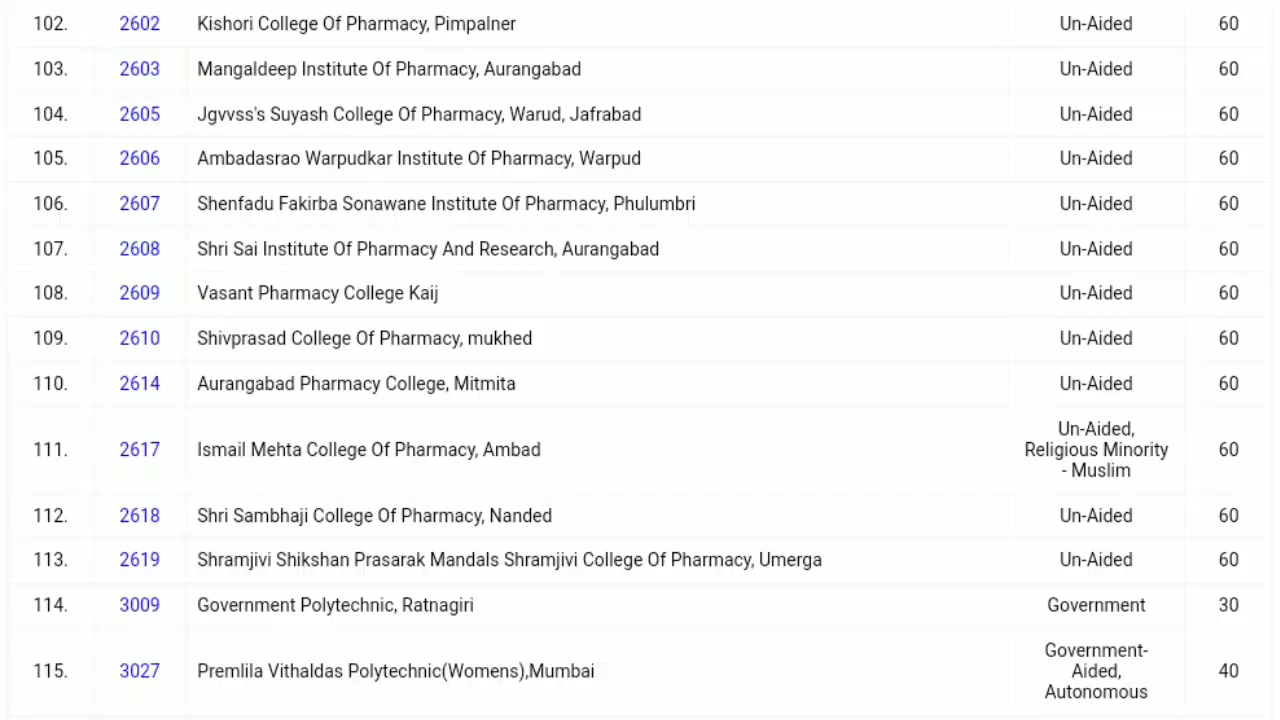 102. 2602 Kishori College Of Pharmacy, Pimpalner Un-Aided 60
103. 2603 Mangaldeep Institute Of Pharmacy, Aurangabad Un-Aided 60
104. 2605 Jgvvss's Suyash College Of Pharmacy, Warud, Jafrabad Un-Aided 60
105. 2606 Ambadasrao Warpudkar Institute Of Pharmacy, Warpud Un-Aided 60
106. 2607 Shenfadu Fakirba Sonawane Institute Of Pharmacy, Phulumbri Un-Aided 60
107. 2608 Shri Sai Institute Of Pharmacy And Research, Aurangabad Un-Aided 60
108. 2609 Vasant Pharmacy College Kaij Un-Aided 60
109. 2610 Shivprasad College Of Pharmacy, mukhed Un-Aided 60
110. 2614 Aurangabad Pharmacy College, Mitmita Un-Aided 60
Un-Aided,
111. 2617 Ismail Mehta College Of Pharmacy, Ambad Religious Minority 60
- Muslim
112. 2618 Shri Sambhaji College Of Pharmacy, Nanded Un-Aided 60
113. 2619 Shramjivi Shikshan Prasarak Mandals Shramjivi College Of Pharmacy, Umerga Un-Aided 60
114. 3009 Government Polytechnic, Ratnagiri Government 30
Government-
115. 3027 Premlila Vithaldas Polytechnic(Womens),Mumbai Aided, 40
Autonomous